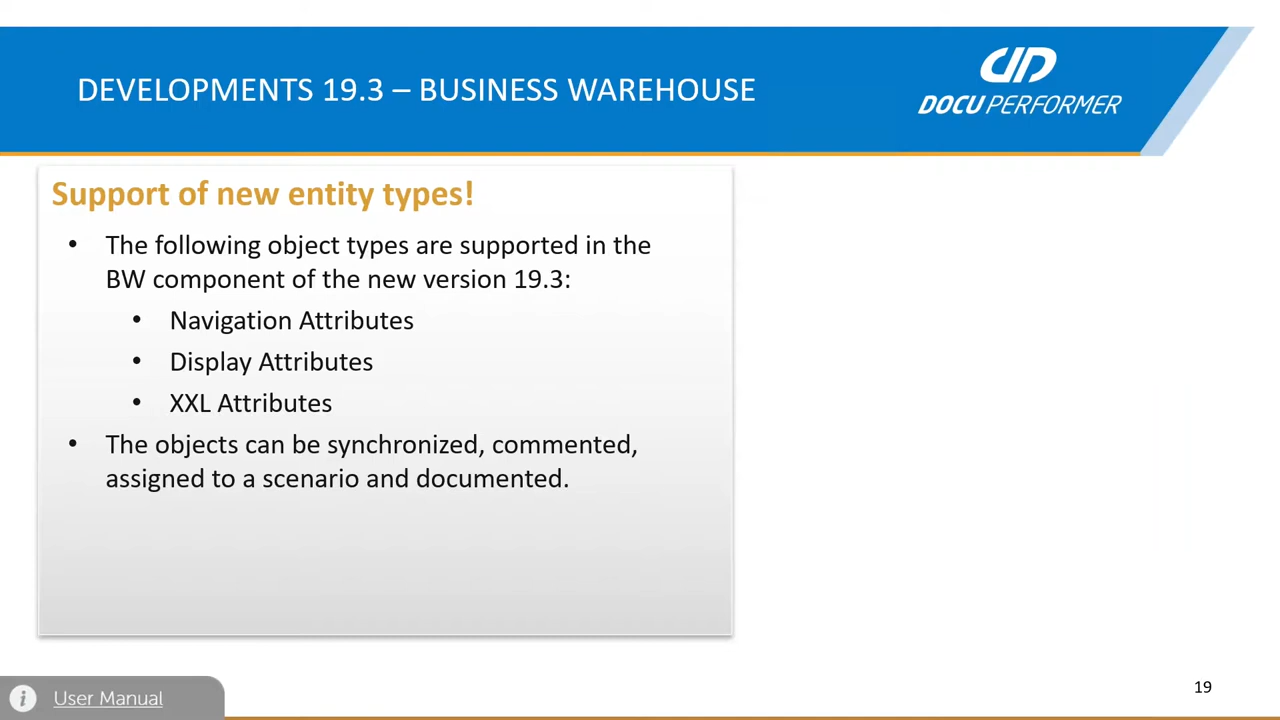 DEVELOPMENTS 19.3 – BUSINESS WAREHOUSE
DOCU PERFORMER
Support of new entity types!
• The following object types are supported in the
BW component of the new version 19.3:
• Navigation Attributes
• Display Attributes
• XXL Attributes
• The objects can be synchronized, commented,
assigned to a scenario and documented.
i User Manual
19